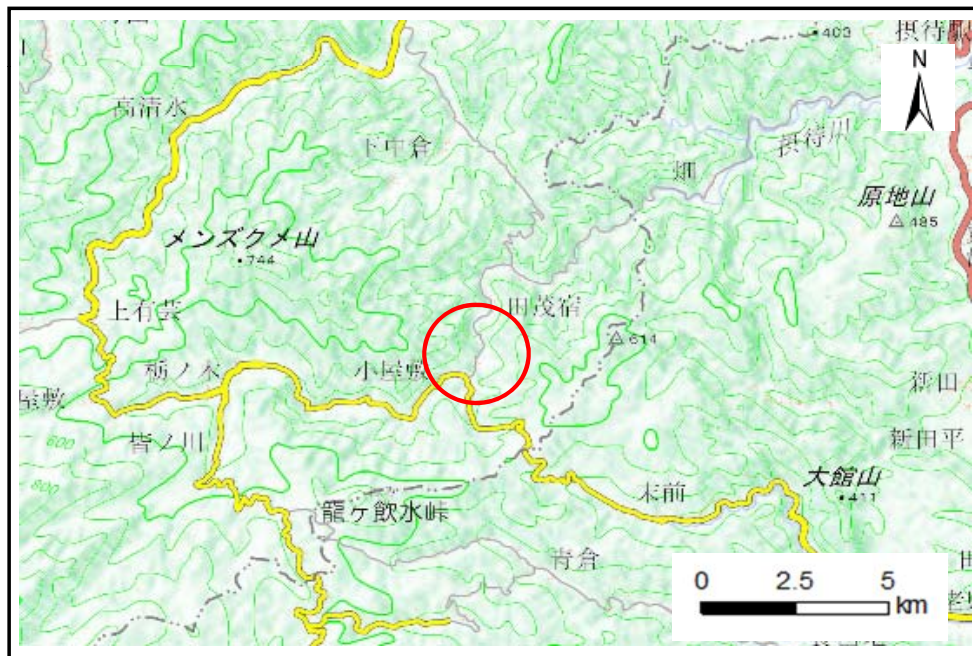 403
N
高清水
下中倉
摂待川
畑
原地山
485
メンズクメ山
744
上有芸
田茂宿
614
栃ノ木
小屋敷
新田
屋敷
皆ノ川
新田平
600
800
大館山
411
末前
龍ヶ飲水峠
青倉
0 2.5 5
km